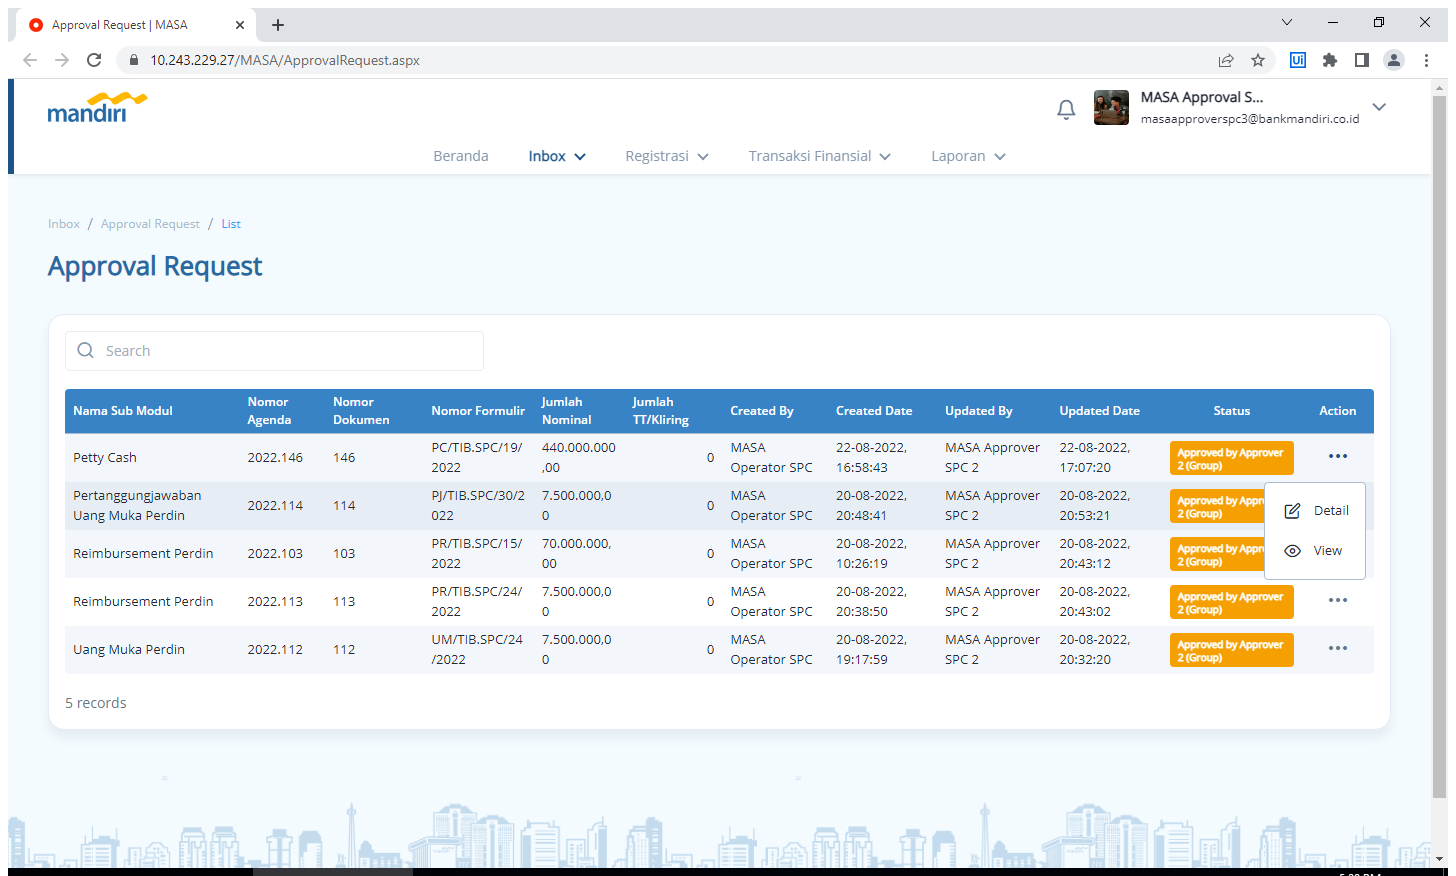 Approval Request | MASA
10.243.229.27/MASA/ApprovalRequest.aspx
Ui
mandiri
MASA Approval S...
masaapproverspc3@bankmandiri.co.id
Beranda Inbox Registrasi Transaksi Finansial Laporan
Inbox / Approval Request / List
Approval Request
Search
Nama Sub Modul Nomor Agenda Nomor Dokumen Nomor Formulir Jumlah Nominal Jumlah TT/Kliring Created By Created Date Updated By Updated Date Status Action
Petty Cash 2022.146 146 PC/TIB.SPC/19/2022 440.000.000,00 0 MASA Operator SPC 22-08-2022, 16:58:43 MASA Approver SPC 2 22-08-2022, 17:07:20 Approved by Approver 2 (Group)
Pertanggungjawaban Uang Muka Perdin 2022.114 114 PJ/TIB.SPC/30/2022 7.500.000,00 0 MASA Operator SPC 20-08-2022, 20:48:41 MASA Approver SPC 2 20-08-2022, 20:53:21 Approved by Appr 2 (Group)
Detail
Reimbursement Perdin 2022.103 103 PR/TIB.SPC/15/2022 70.000.000,00 0 MASA Operator SPC 20-08-2022, 10:26:19 MASA Approver SPC 2 20-08-2022, 20:43:12 Approved by Appr 2 (Group)
View
Reimbursement Perdin 2022.113 113 PR/TIB.SPC/24/2022 7.500.000,00 0 MASA Operator SPC 20-08-2022, 20:38:50 MASA Approver SPC 2 20-08-2022, 20:43:02 Approved by Approver 2 (Group)
Uang Muka Perdin 2022.112 112 UM/TIB.SPC/24/2022 7.500.000,00 0 MASA Operator SPC 20-08-2022, 19:17:59 MASA Approver SPC 2 20-08-2022, 20:32:20 Approved by Approver 2 (Group)
5 records